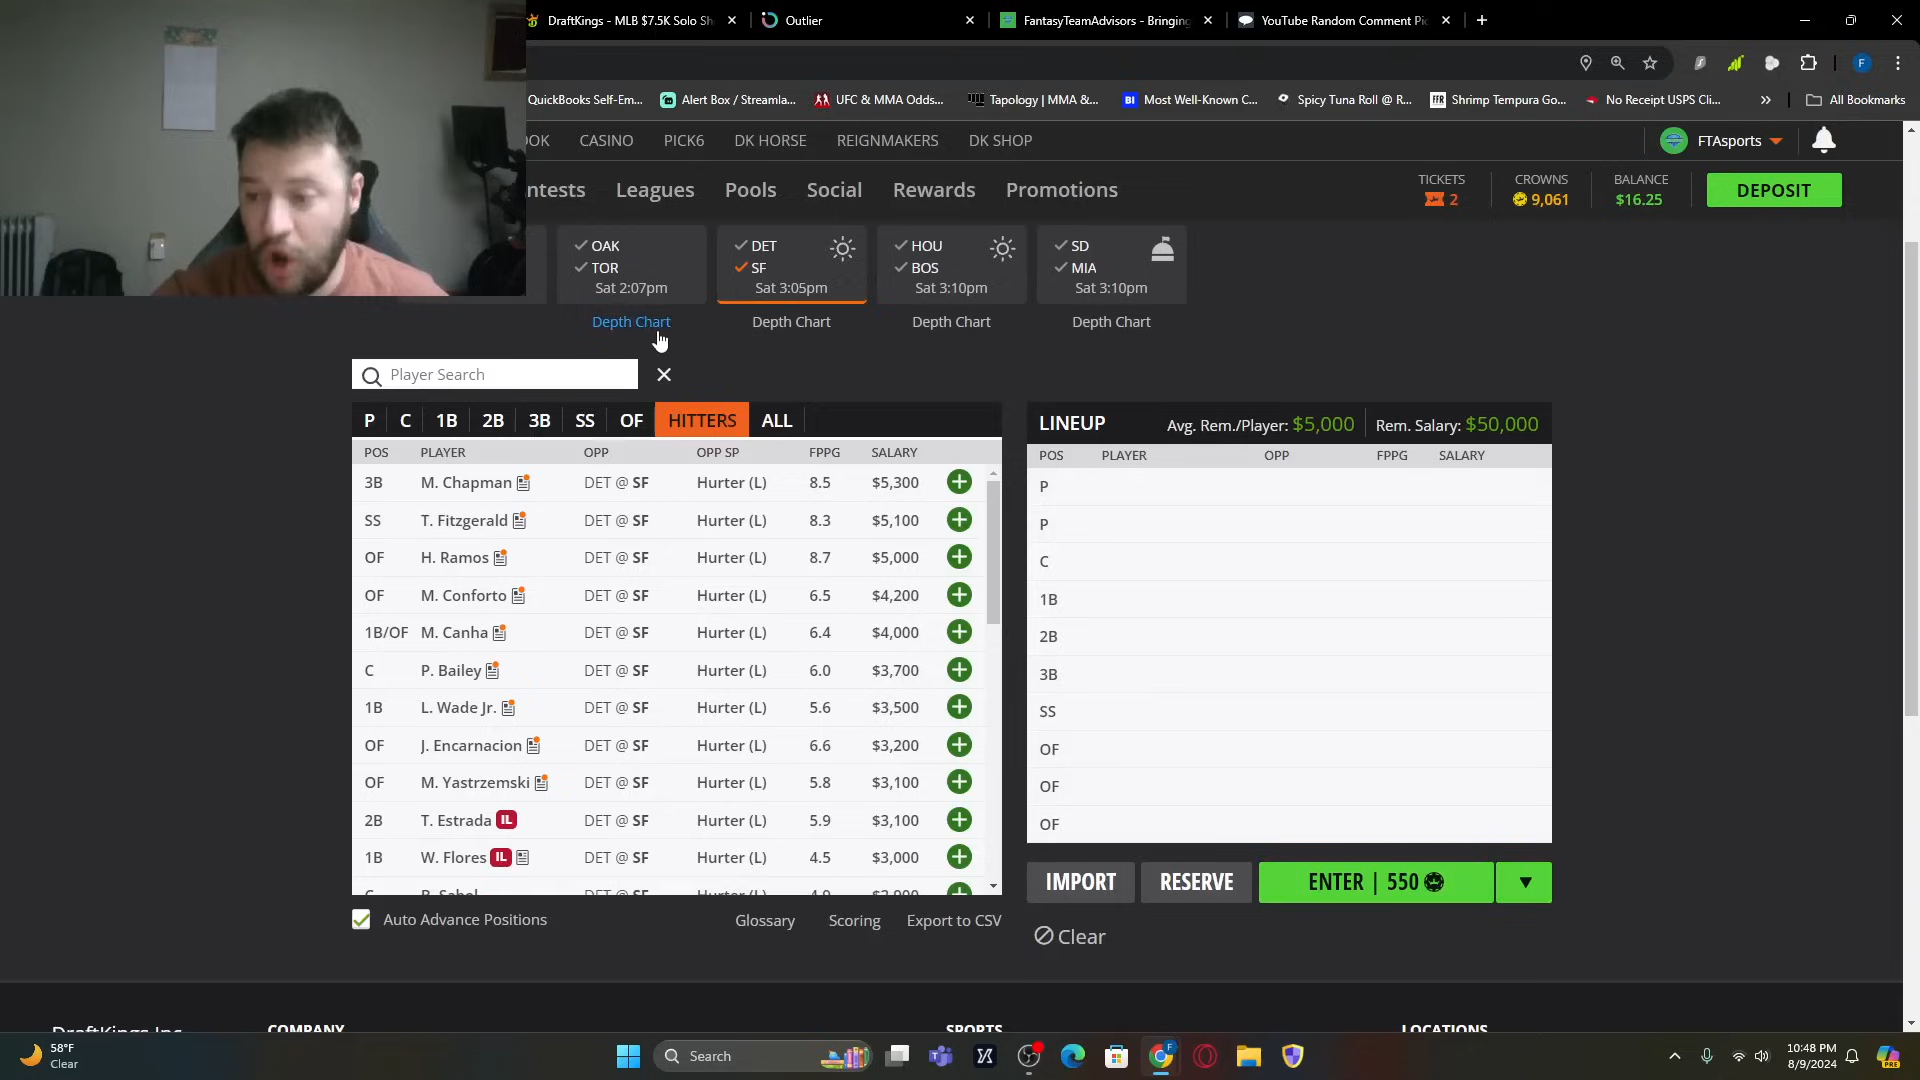 DraftKings - MLB $7.5K Solo Sh
Outlier
FantasyTeamAdvisors - Bringing
YouTube Random Comment Pic
QuickBooks Self-Em...
Alert Box / Streamla...
UFC & MMA Odds...
Tapology | MMA &...
BI Most Well-Known C...
Spicy Tuna Roll @ R...
FFR Shrimp Tempura Go...
No Receipt USPS Cli...
All Bookmarks
OOK CASINO PICK6 DK HORSE REIGNMAKERS DK SHOP
FTAsports
ntests Leagues Pools Social Rewards Promotions
TICKETS 2
CROWNS 9,061
BALANCE $16.25
DEPOSIT
OAK
TOR
Sat 2:07pm
Depth Chart
DET
SF
Sat 3:05pm
Depth Chart
HOU
BOS
Sat 3:10pm
Depth Chart
SD
MIA
Sat 3:10pm
Depth Chart
Player Search
P C 1B 2B 3B SS OF HITTERS ALL
POS PLAYER OPP OPP SP FPPG SALARY
3B M. Chapman DET @ SF Hurter (L) 8.5 $5,300
SS T. Fitzgerald DET @ SF Hurter (L) 8.3 $5,100
OF H. Ramos DET @ SF Hurter (L) 8.7 $5,000
OF M. Conforto DET @ SF Hurter (L) 6.5 $4,200
1B/OF M. Canha DET @ SF Hurter (L) 6.4 $4,000
C P. Bailey DET @ SF Hurter (L) 6.0 $3,700
1B L. Wade Jr. DET @ SF Hurter (L) 5.6 $3,500
OF J. Encarnacion DET @ SF Hurter (L) 6.6 $3,200
OF M. Yastrzemski DET @ SF Hurter (L) 5.8 $3,100
2B T. Estrada IL DET @ SF Hurter (L) 5.9 $3,100
1B W. Flores IL DET @ SF Hurter (L) 4.5 $3,000
Auto Advance Positions
Glossary Scoring Export to CSV
LINEUP Avg. Rem./Player: $5,000 Rem. Salary: $50,000
POS PLAYER OPP FPPG SALARY
P
P
C
1B
2B
3B
SS
OF
OF
OF
IMPORT RESERVE ENTER | 550
Clear
DraftKings Inc. COMPANY SPORTS LOCATIONS
58°F
Clear
Search
10:48 PM
8/9/2024